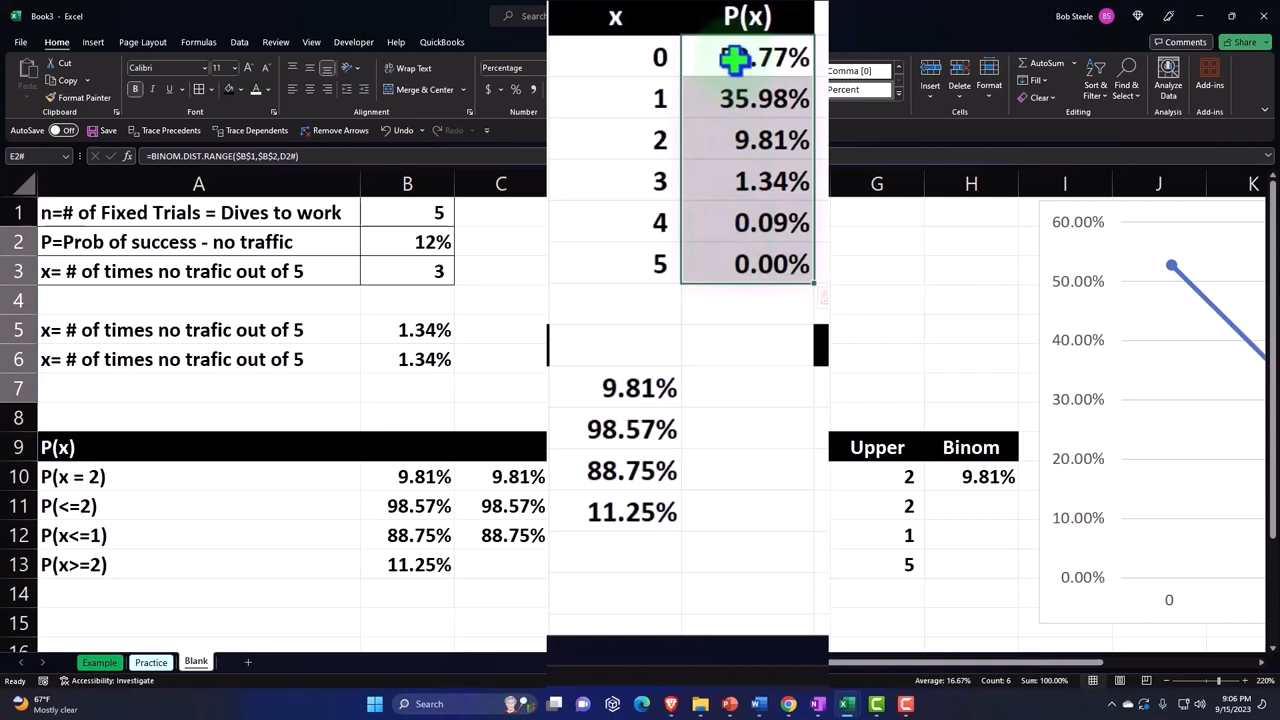 Book3 - Excel
Bob Steele
BS
File
Home
Insert
Page Layout
Formulas
Data
Review
View
Developer
Help
QuickBooks
Comments
Share
Calibri
11
Wrap Text
Merge & Center
Format Painter
Percentage
Clipboard
Font
Alignment
Comma [0]
Percent
Insert
Delete
Format
AutoSum
Fill
Clear
Sort & Filter
Find & Select
Analyze Data
Add-ins
Cells
Editing
Analysis
Add-ins
AutoSave
Off
Trace Precedents
Trace Dependents
Remove Arrows
Undo
Redo
E2#
=BINOM.DIST.RANGE($B$1,$B$2,D2#)
A B C G H I J K
1 n=# of Fixed Trials = Dives to work 5
2 P=Prob of success - no traffic 12%
3 x= # of times no trafic out of 5 3
4
5 x= # of times no trafic out of 5 1.34%
6 x= # of times no trafic out of 5 1.34%
7
8
9 P(x) Upper Binom
10 P(x = 2) 9.81% 9.81% 2 9.81%
11 P(<=2) 98.57% 98.57% 2
12 P(x<=1) 88.75% 88.75% 1
13 P(x>=2) 11.25% 5
14
15
x P(x)
0 .77%
1 35.98%
2 9.81%
3 1.34%
4 0.09%
5 0.00%
9.81%
98.57%
88.75%
11.25%
60.00%
50.00%
40.00%
30.00%
20.00%
10.00%
0.00%
0
Example
Practice
Blank
Ready
Accessibility: Investigate
Average: 16.67% Count: 6 Sum: 100.00%
220%
67°F
Mostly clear
Search
9:06 PM
9/15/2023